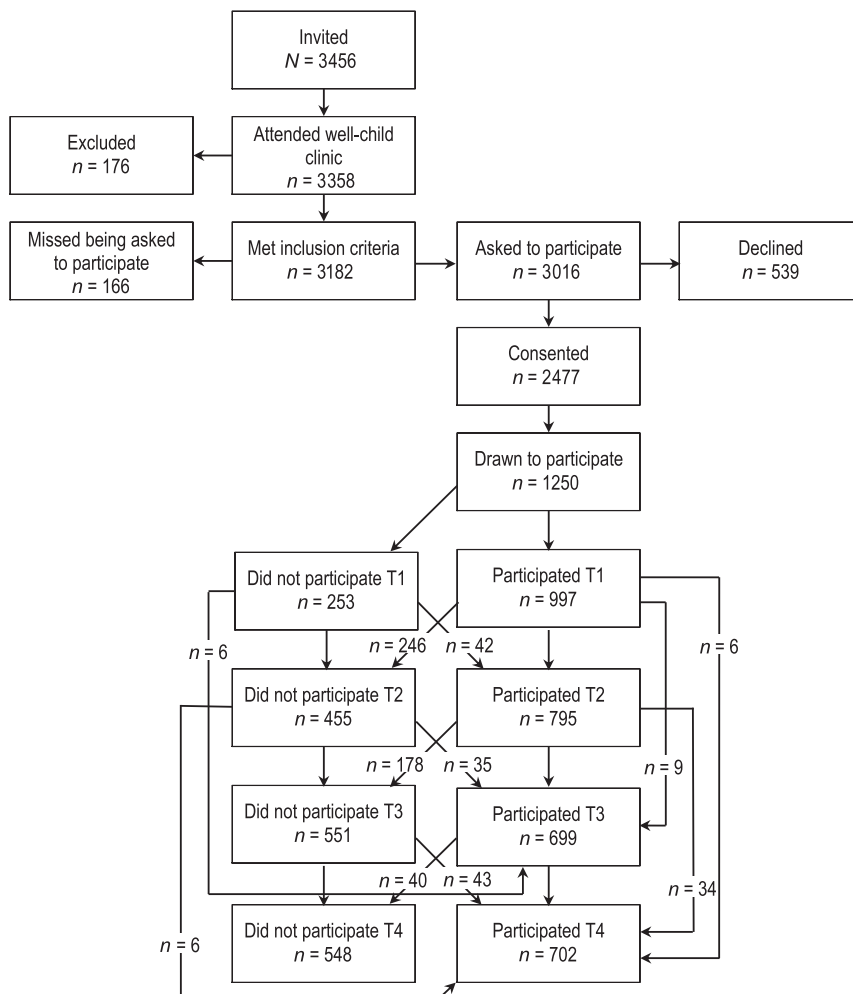 Invited
N = 3456
Excluded
n = 176
Attended well-child
clinic
n = 3358
Missed being asked
to participate
n = 166
Met inclusion criteria
n = 3182
Asked to participate
n = 3016
Declined
n = 539
Consented
n = 2477
Drawn to participate
n = 1250
Did not participate T1
n = 253
Participated T1
n = 997
n = 6
n = 246
n = 42
n = 6
Did not participate T2
n = 455
Participated T2
n = 795
n = 178
n = 35
n = 9
Did not participate T3
n = 551
Participated T3
n = 699
n = 40
n = 43
n = 34
n = 6
Did not participate T4
n = 548
Participated T4
n = 702